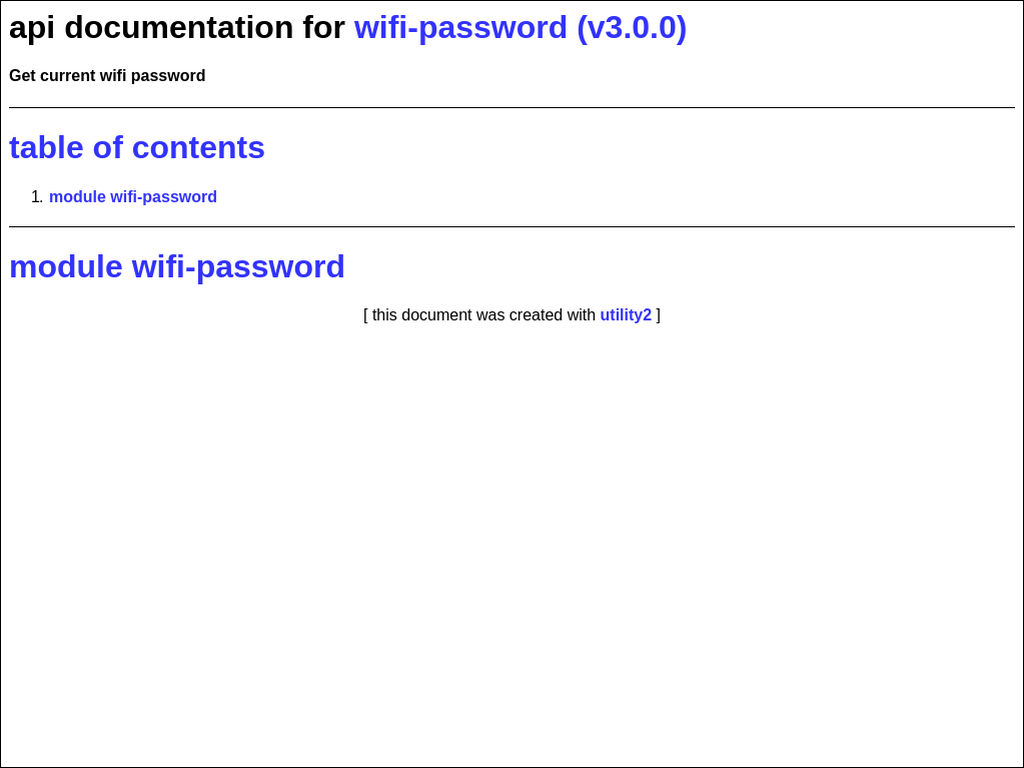 api documentation for wifi-password (v3.0.0)
Get current wifi password
table of contents
1. module wifi-password
module wifi-password
[ this document was created with utility2 ]